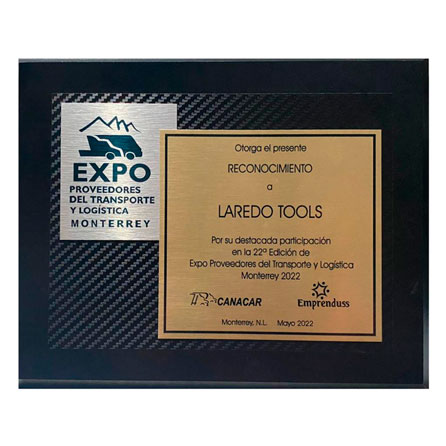 EXPO
PROVEEDORES
DEL TRANSPORTE
Y LOGÍSTICA
MONTERREY
Otorga el presente
RECONOCIMIENTO
a
LAREDO TOOLS
Por su destacada participación
en la 22ª Edición de
Expo Proveedores del Transporte y Logística
Monterrey 2022
CANACAR
Emprenduss
Monterrey, N.L. Mayo 2022